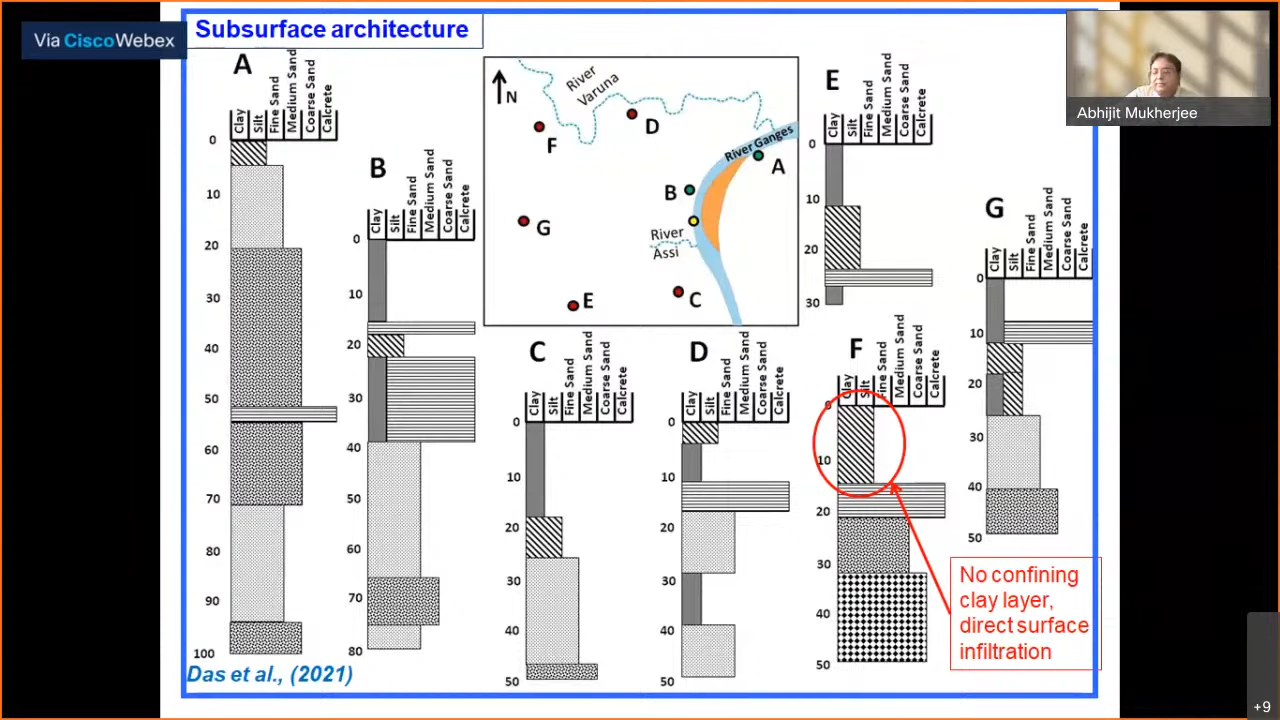 Via Cisco Webex
Subsurface architecture
Abhijit Mukherjee
A
Clay
Silt
Fine Sand
Medium Sand
Coarse Sand
Calcrete
0
10
20
30
40
50
60
70
80
90
100
B
Clay
Silt
Fine Sand
Medium Sand
Coarse Sand
Calcrete
0
10
20
30
40
50
60
70
80
N
River
Varuna
D
F
River Ganges
A
B
G
River
Assi
E
C
C
Clay
Silt
Fine Sand
Medium Sand
Coarse Sand
Calcrete
0
10
20
30
40
50
D
Clay
Silt
Fine Sand
Medium Sand
Coarse Sand
Calcrete
0
10
20
30
40
50
E
Clay
Silt
Fine Sand
Medium Sand
Coarse Sand
Calcrete
0
10
20
30
F
Clay
Silt
Fine Sand
Medium Sand
Coarse Sand
Calcrete
0
10
20
30
40
50
G
Clay
Silt
Fine Sand
Medium Sand
Coarse Sand
Calcrete
0
10
20
30
40
50
No confining
clay layer,
direct surface
infiltration
Das et al., (2021)
+9